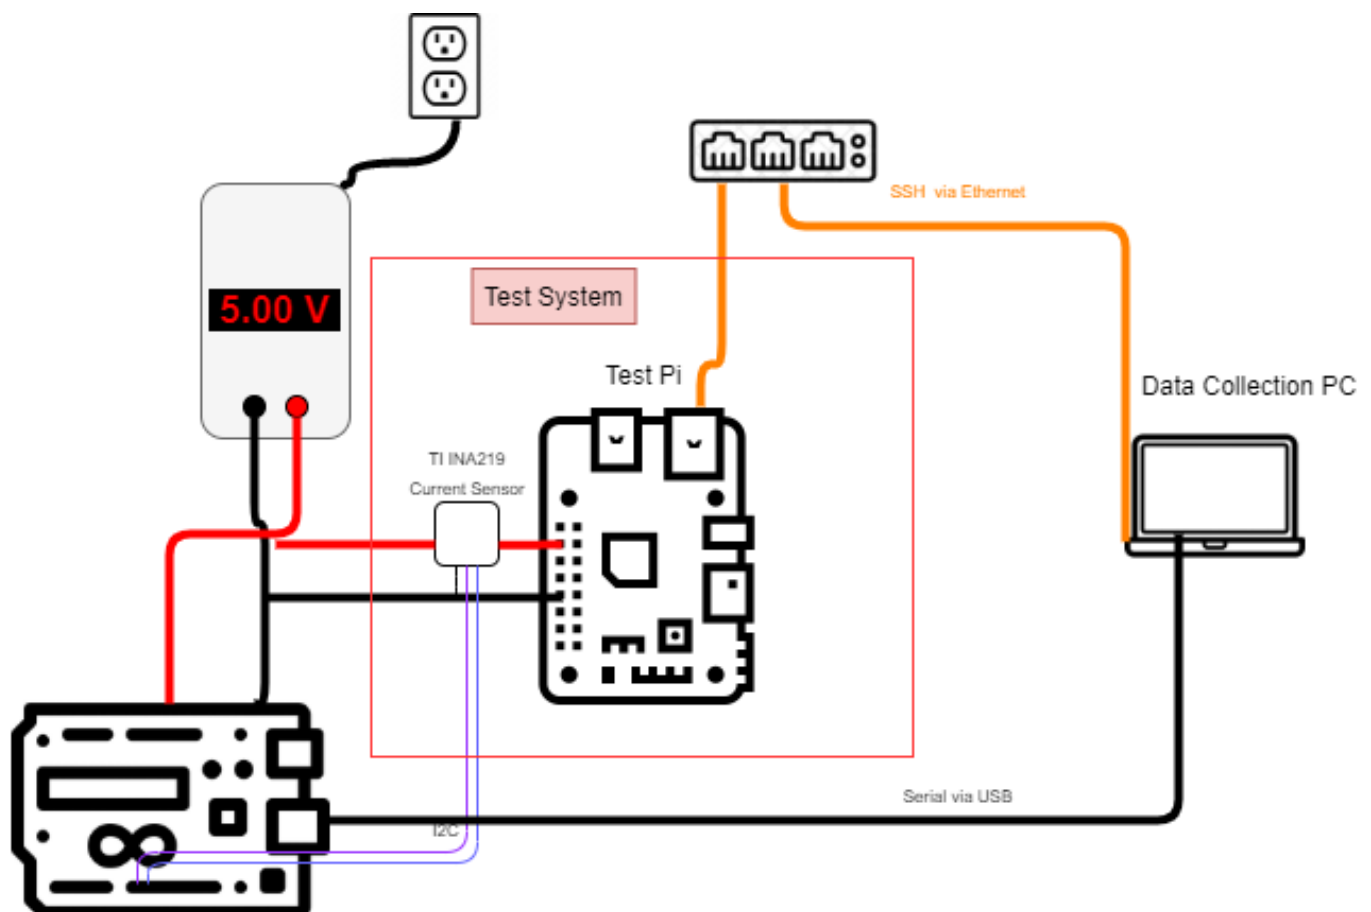 SSH via Ethernet
Test System
5.00 V
Test Pi
Data Collection PC
TI INA219
Current Sensor
Serial via USB
I2C